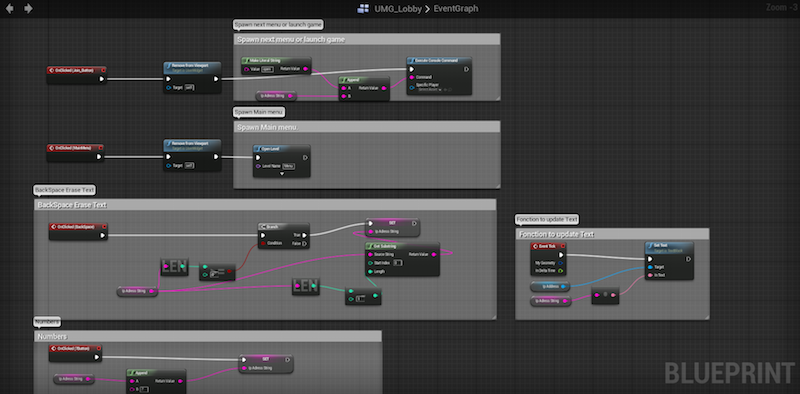 UMG_Lobby > EventGraph
Zoom -3
Spawn next menu or launch game
Spawn next menu or launch game
OnClicked (Join_Button)
Remove from Viewport
Target self
Make Literal String
Value open
Return Value
Append
A
B
Return Value
Ip Adress String
Execute Console Command
Command
Specific Player
Spawn Main menu
Spawn Main menu
OnClicked (MainMenu)
Remove from Viewport
Target self
Open Level
Level Name Menu
BackSpace Erase Text
BackSpace Erase Text
OnClicked (BackSpace)
Branch
Condition
True
False
SET
Ip Adress String
LEN
Get Substring
Source String
Return Value
Start Index 0
Length
LEN
Ip Adress String
Fonction to update Text
Fonction to update Text
Event Tick
My Geometry
In Delta Time
Set Text
Target
In Text
Ip Address
Ip Adress String
Numbers
Numbers
OnClicked (1Button)
SET
Ip Adress String
Ip Adress String
Append
A
Return Value
B
BLUEPRINT